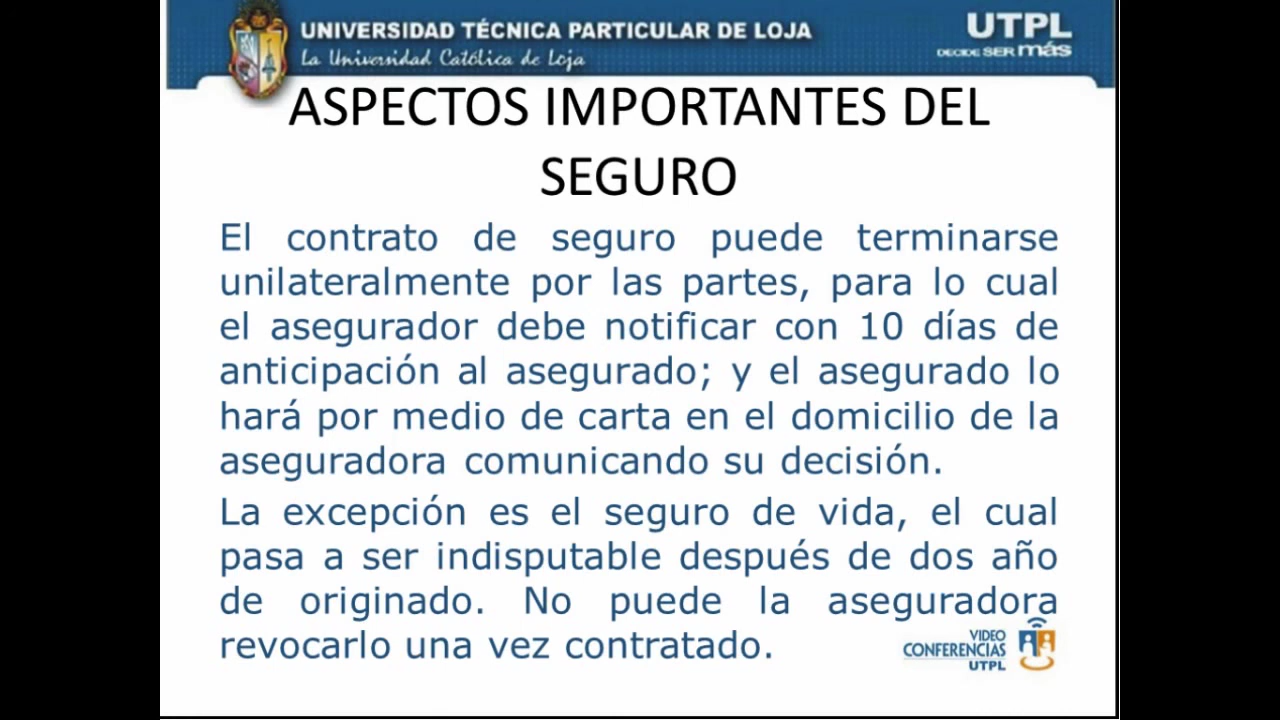 UNIVERSIDAD TÉCNICA PARTICULAR DE LOJA
La Universidad Católica de Loja
UTPL
DECIDE SER más
ASPECTOS IMPORTANTES DEL
SEGURO
El contrato de seguro puede terminarse
unilateralmente por las partes, para lo cual
el asegurador debe notificar con 10 días de
anticipación al asegurado; y el asegurado lo
hará por medio de carta en el domicilio de la
aseguradora comunicando su decisión.
La excepción es el seguro de vida, el cual
pasa a ser indisputable después de dos año
de originado. No puede la aseguradora
revocarlo una vez contratado.
VIDEO
CONFERENCIAS
UTPL